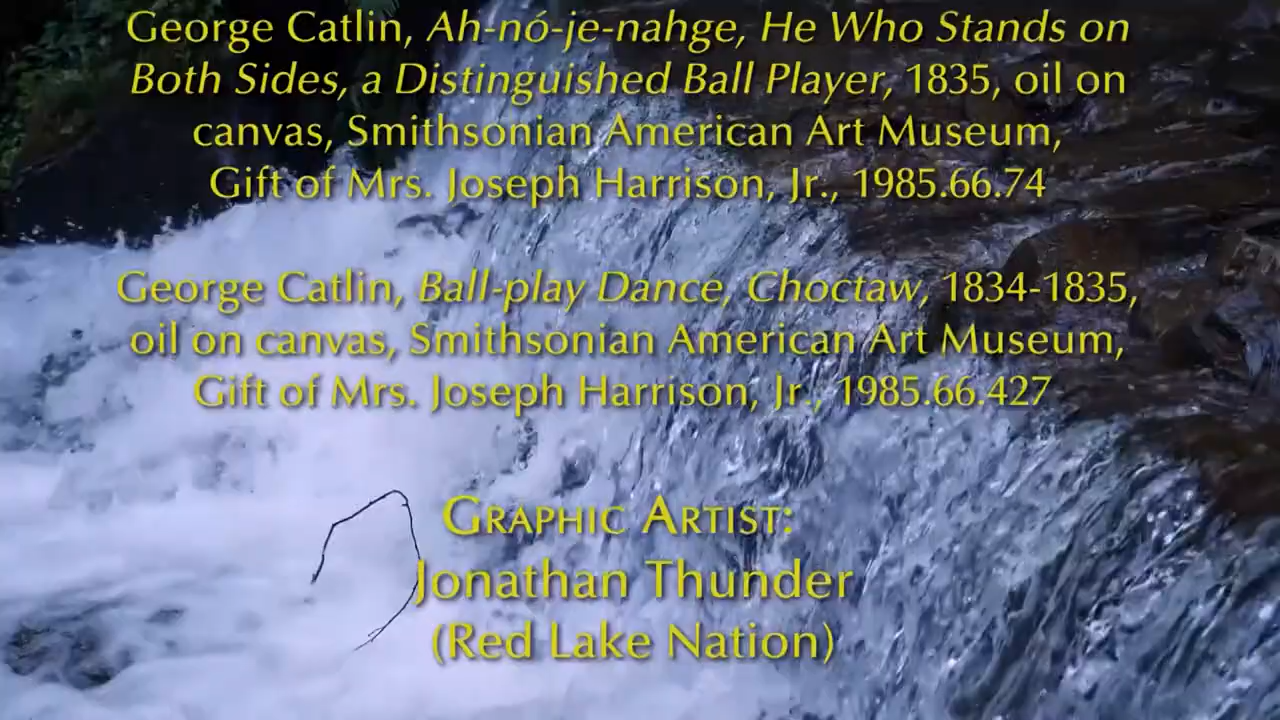 George Catlin, Ah-nó-je-nahge, He Who Stands on
Both Sides, a Distinguished Ball Player, 1835, oil on
canvas, Smithsonian American Art Museum,
Gift of Mrs. Joseph Harrison, Jr., 1985.66.74
George Catlin, Ball-play Dance, Choctaw, 1834-1835,
oil on canvas, Smithsonian American Art Museum,
Gift of Mrs. Joseph Harrison, Jr., 1985.66.427
Graphic Artist:
Jonathan Thunder
(Red Lake Nation)